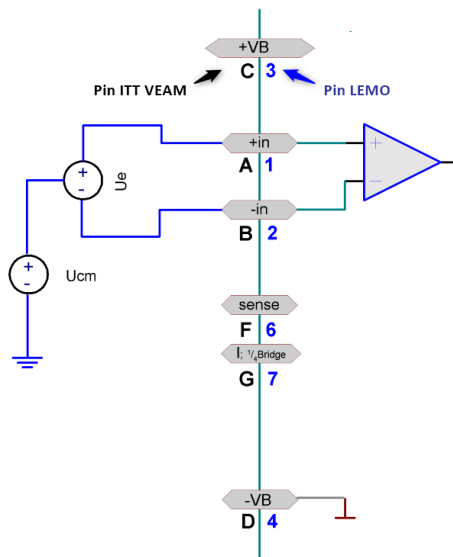 +VB
C 3
Pin ITT VEAM
Pin LEMO
+in
A 1
+
-
Ue
+
−
-in
B 2
+
-
Ucm
sense
F 6
I; 1/4Bridge
G 7
-VB
D 4